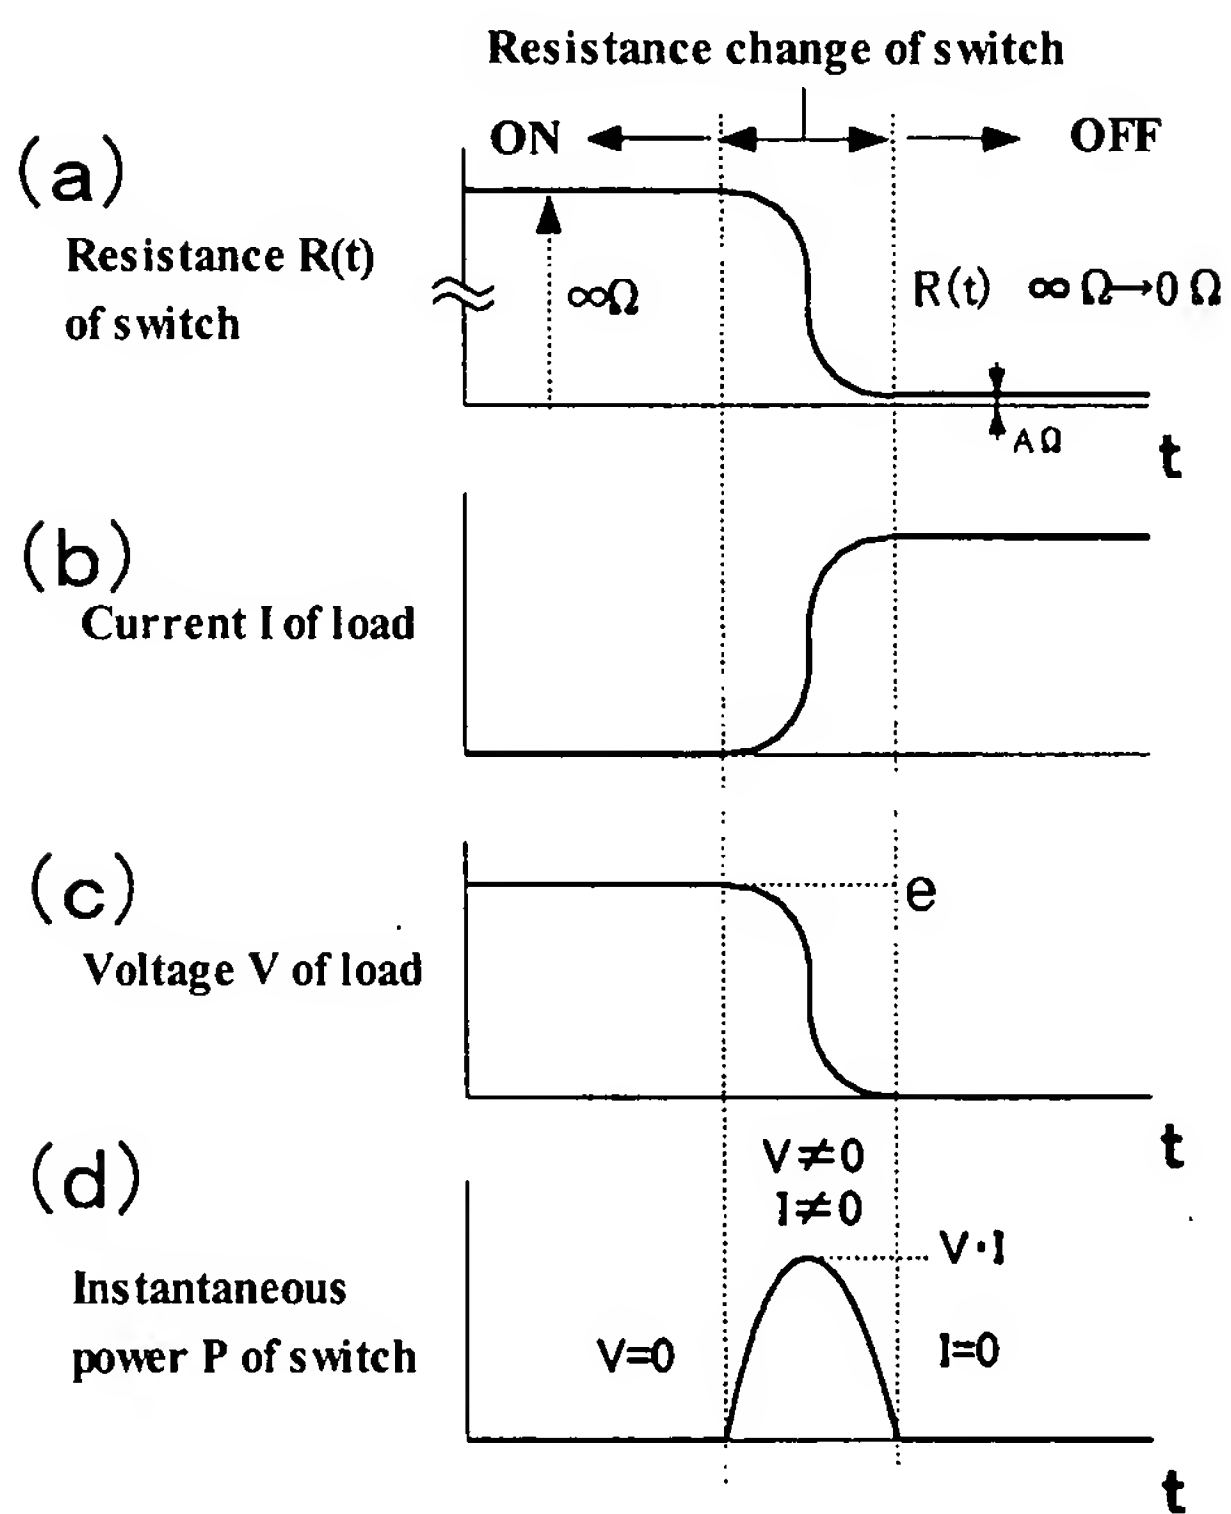 Resistance change of switch
ON
OFF
(a)
Resistance R(t)
of switch
∞Ω
R(t) ∞Ω→0Ω
AΩ
t
(b)
Current I of load
(c)
e
Voltage V of load
t
(d)
V≠0
I≠0
V·I
Instantaneous
power P of switch
V=0
I=0
t